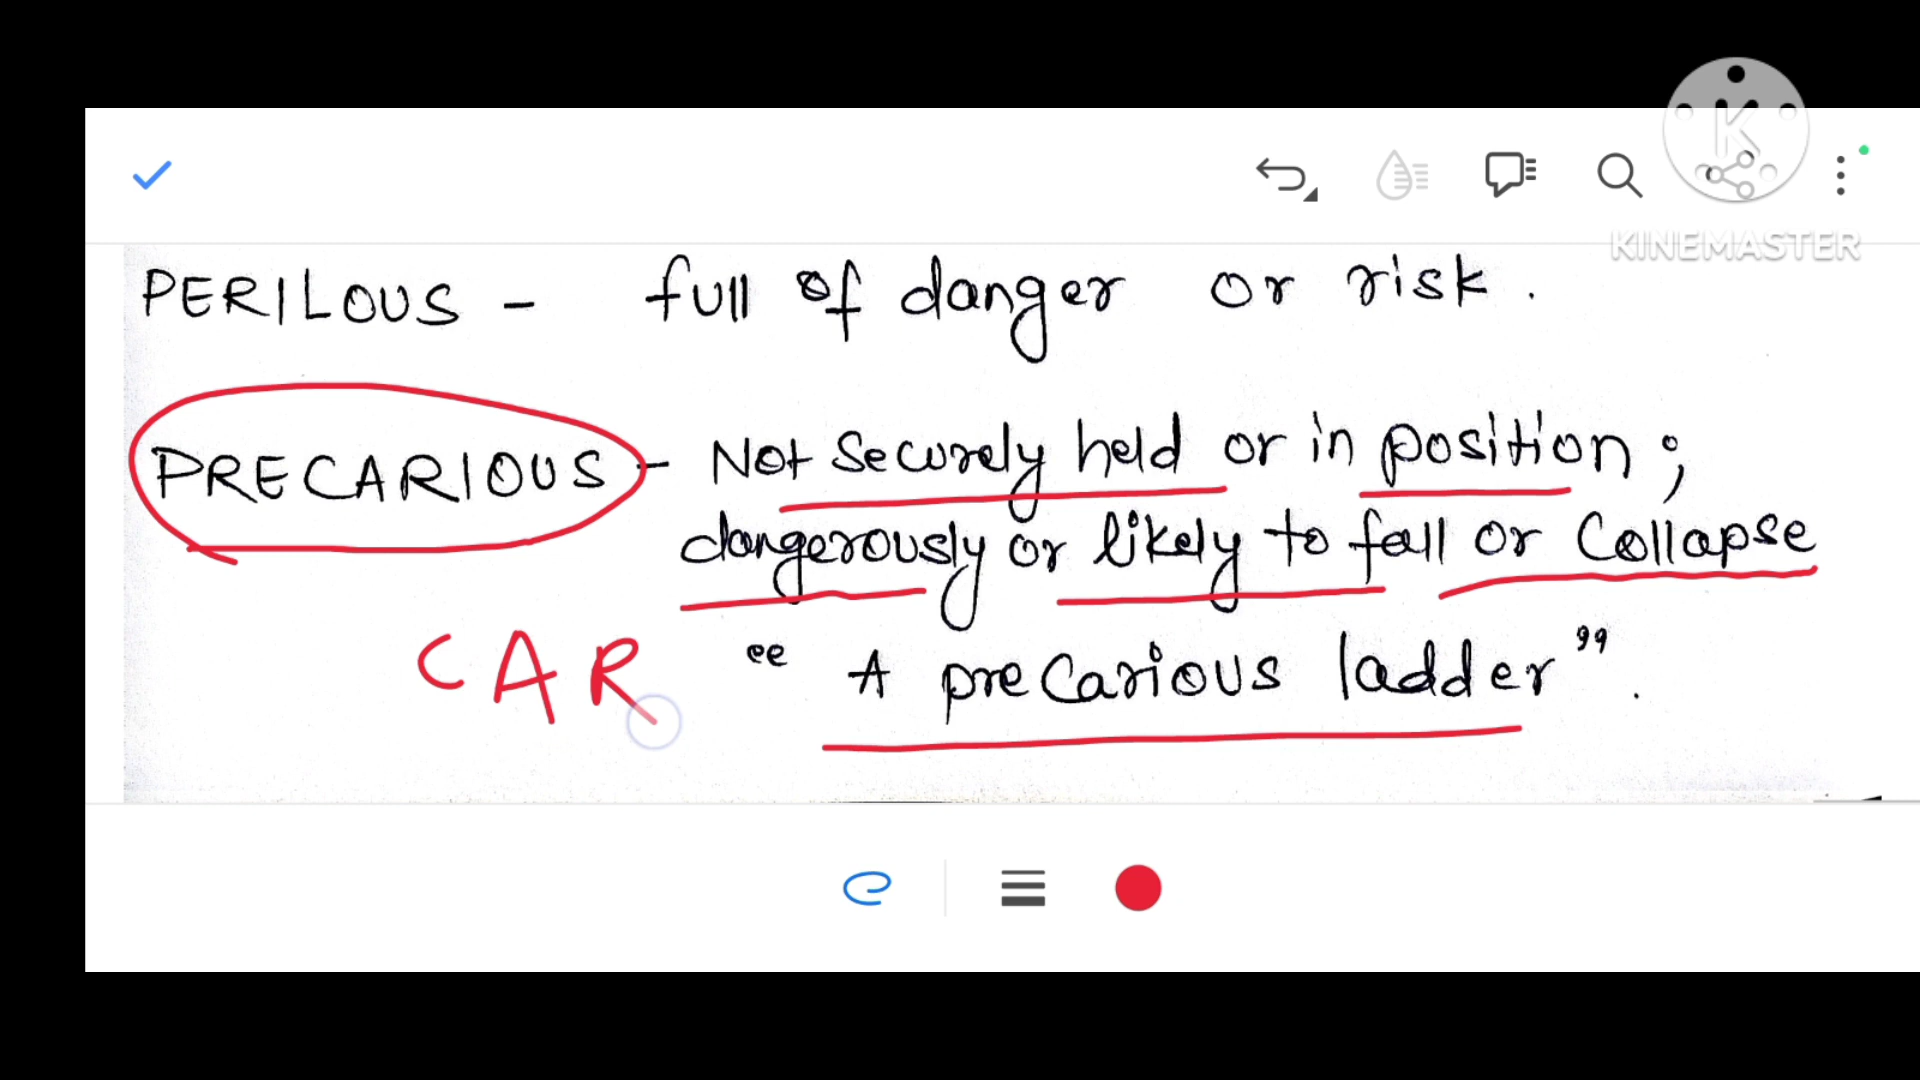 KINEMASTER
PERILOUS - full of danger or risk.
PRECARIOUS - Not Securely held or in position;
dangerously or likely to fall or Collapse
CAR
“A preCarious ladder”.